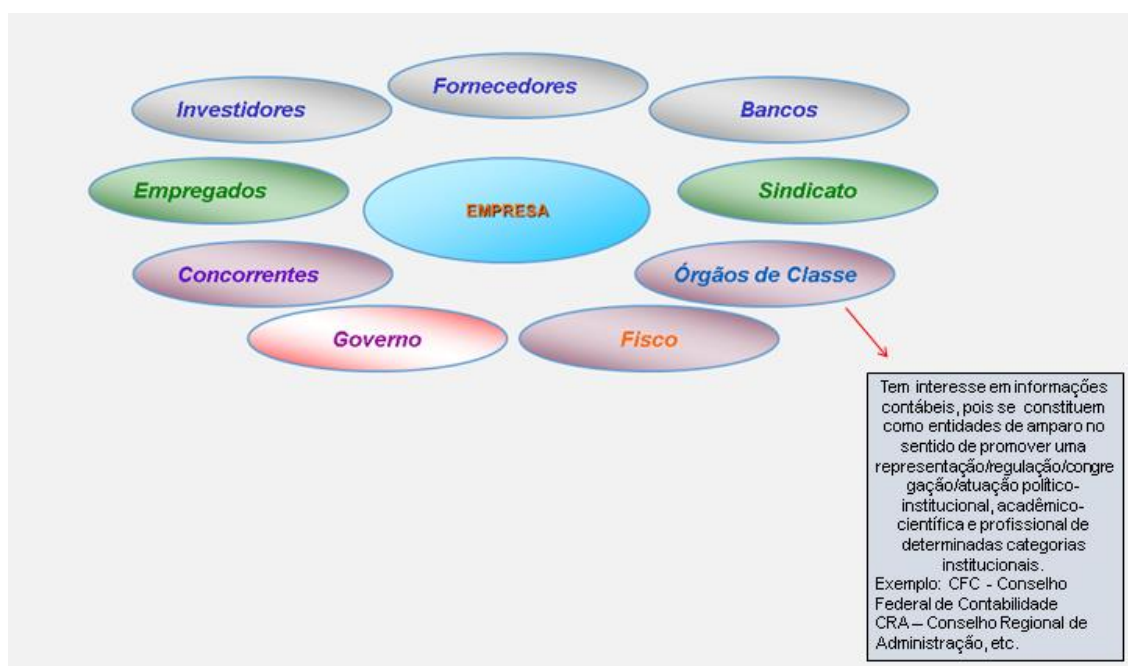 Fornecedores
Investidores
Bancos
Empregados
EMPRESA
Sindicato
Concorrentes
Órgãos de Classe
Governo
Fisco
Tem interesse em informações
contábeis, pois se constituem
como entidades de amparo no
sentido de promover uma
representação/regulação/congre
gação/atuação político-
institucional, acadêmico-
científica e profissional de
determinadas categorias
institucionais.
Exemplo: CFC - Conselho
Federal de Contabilidade
CRA – Conselho Regional de
Administração, etc.